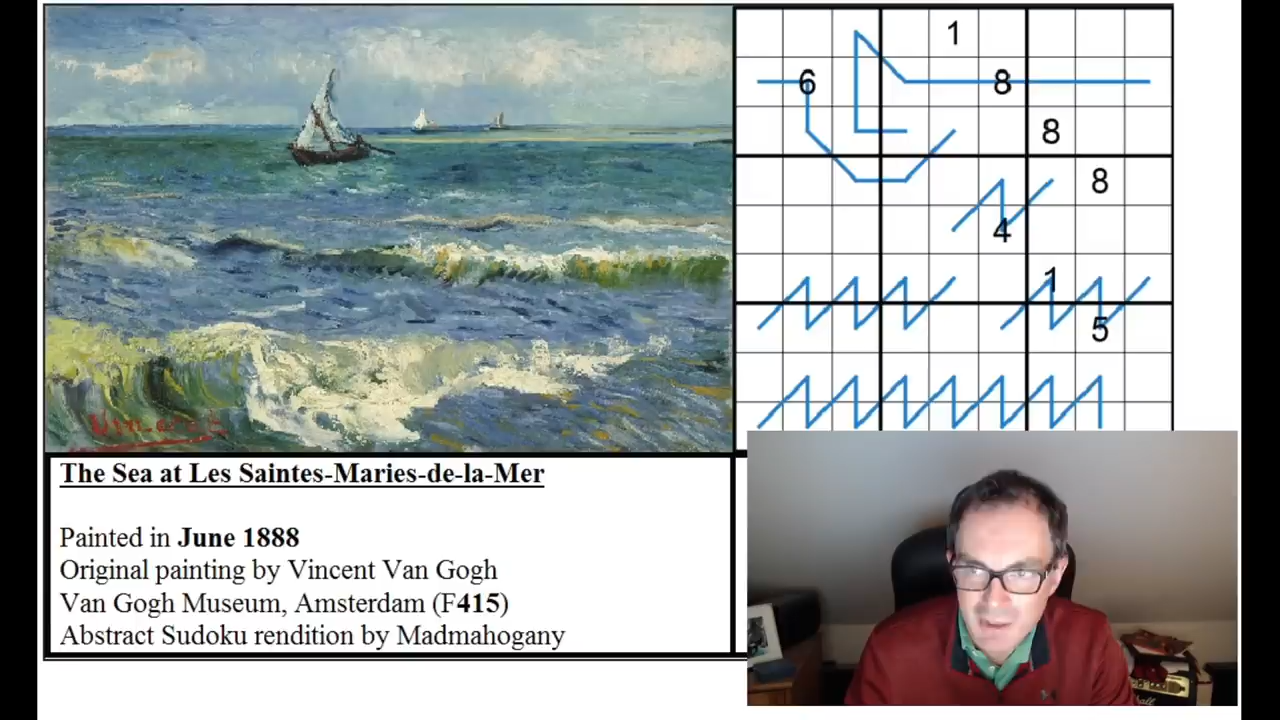 1
6 8
8
8
4
1
5
Vincent
The Sea at Les Saintes-Maries-de-la-Mer
Painted in June 1888
Original painting by Vincent Van Gogh
Van Gogh Museum, Amsterdam (F415)
Abstract Sudoku rendition by Madmahogany